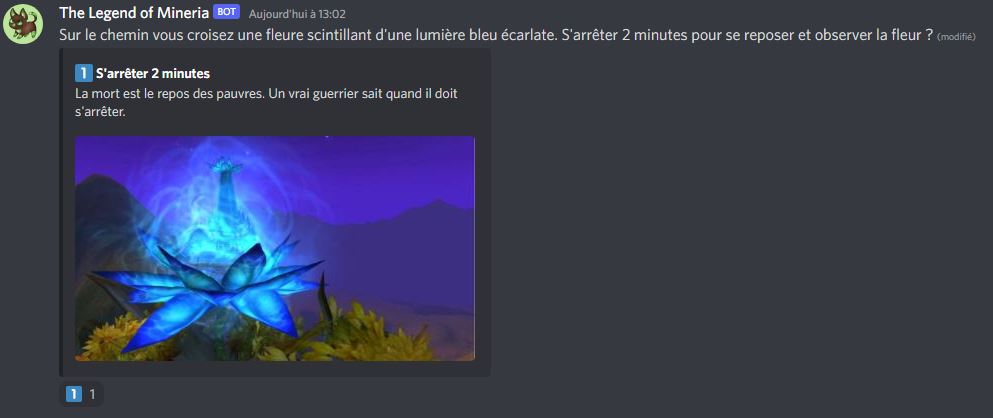 The Legend of Mineria BOT Aujourd'hui à 13:02
Sur le chemin vous croisez une fleure scintillant d'une lumière bleu écarlate. S'arrêter 2 minutes pour se reposer et observer la fleur ? (modifié)
1 S'arrêter 2 minutes
La mort est le repos des pauvres. Un vrai guerrier sait quand il doit
s'arrêter.
1 1